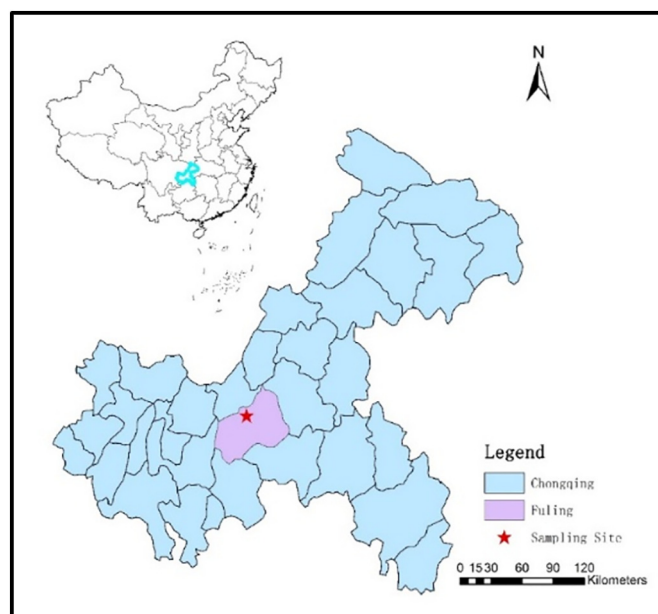 N
Legend
Chongqing
Fuling
Sampling Site
0 15 30 60 90 120
Kilometers